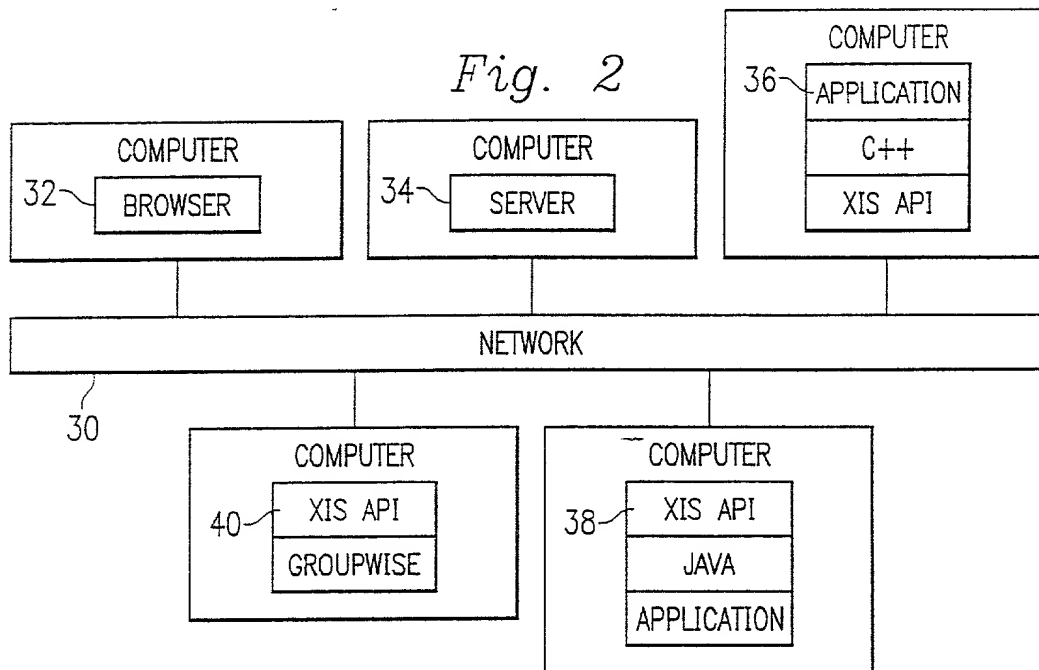 Fig. 2
COMPUTER
32
BROWSER
COMPUTER
34
SERVER
COMPUTER
36
APPLICATION
C++
XIS API
NETWORK
30
COMPUTER
40
XIS API
GROUPWISE
COMPUTER
38
XIS API
JAVA
APPLICATION